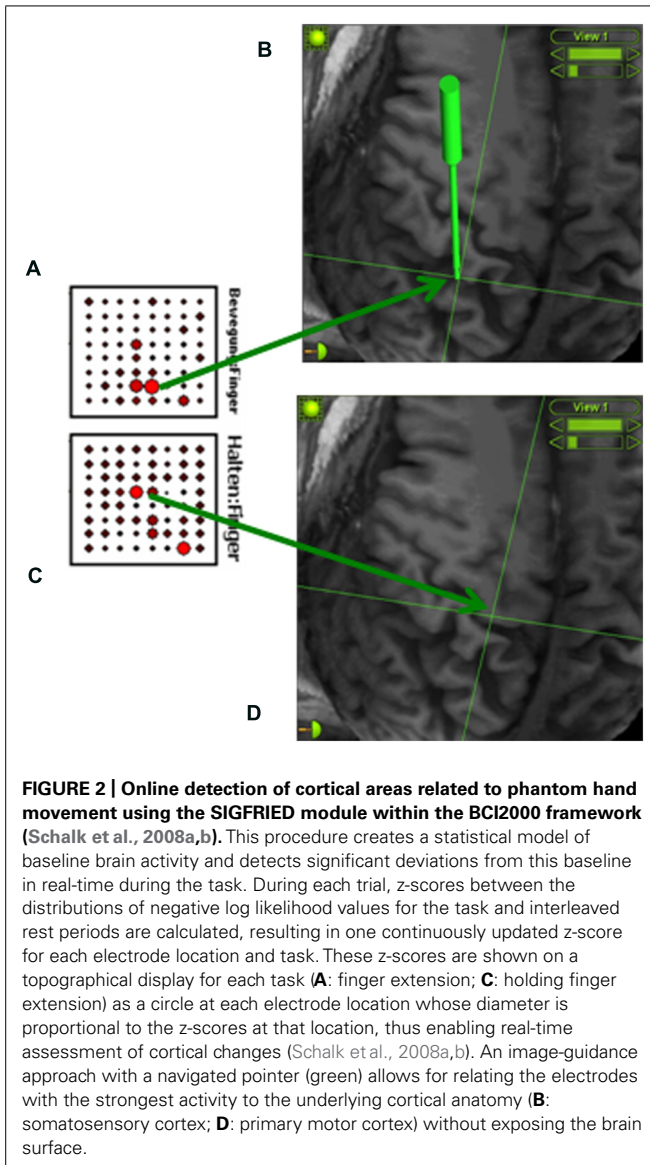 B
View 1
A
Bewegung:Finger
Halten:Finger
View 1
C
D
FIGURE 2 | Online detection of cortical areas related to phantom hand
movement using the SIGFRIED module within the BCI2000 framework
(Schalk et al., 2008a,b). This procedure creates a statistical model of
baseline brain activity and detects significant deviations from this baseline
in real-time during the task. During each trial, z-scores between the
distributions of negative log likelihood values for the task and interleaved
rest periods are calculated, resulting in one continuously updated z-score
for each electrode location and task. These z-scores are shown on a
topographical display for each task (A: finger extension; C: holding finger
extension) as a circle at each electrode location whose diameter is
proportional to the z-scores at that location, thus enabling real-time
assessment of cortical changes (Schalk et al., 2008a,b). An image-guidance
approach with a navigated pointer (green) allows for relating the electrodes
with the strongest activity to the underlying cortical anatomy (B:
somatosensory cortex; D: primary motor cortex) without exposing the brain
surface.